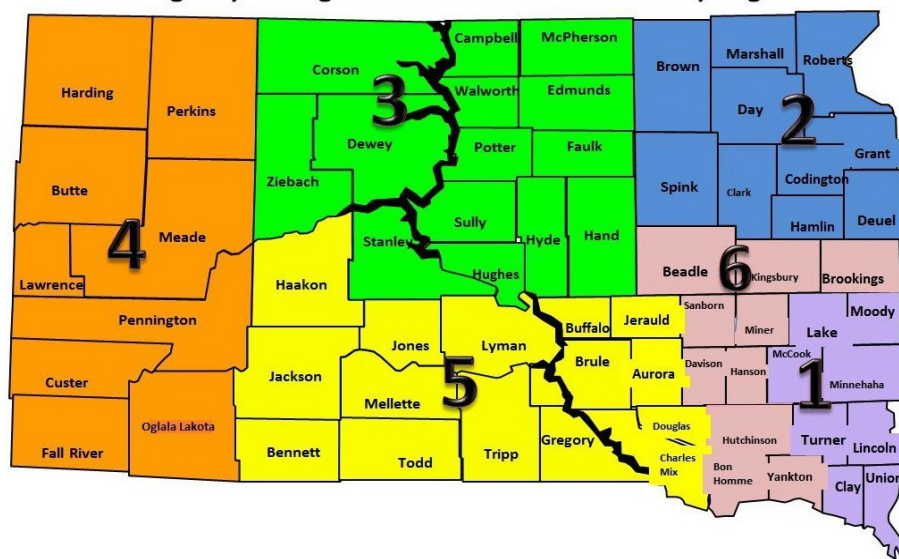 Campbell
McPherson
Marshall
Roberts
Brown
Corson
Harding
Perkins
3
Walworth
Edmunds
Day
2
Dewey
Potter
Faulk
Grant
Butte
Ziebach
Spink
Clark
Codington
4
Meade
Sully
Stanley
Hyde
Hand
Hamlin
Deuel
Lawrence
Haakon
Hughes
Beadle
6
Kingsbury
Brookings
Pennington
Buffalo
Jerauld
Sanborn
Miner
Lake
Moody
Jones
Lyman
Custer
Jackson
5
Brule
Aurora
Davison
Hanson
McCook
1
Minnehaha
Mellette
Oglala Lakota
Douglas
Fall River
Bennett
Todd
Tripp
Gregory
Charles
Mix
Hutchinson
Turner
Lincoln
Bon
Homme
Yankton
Clay
Union